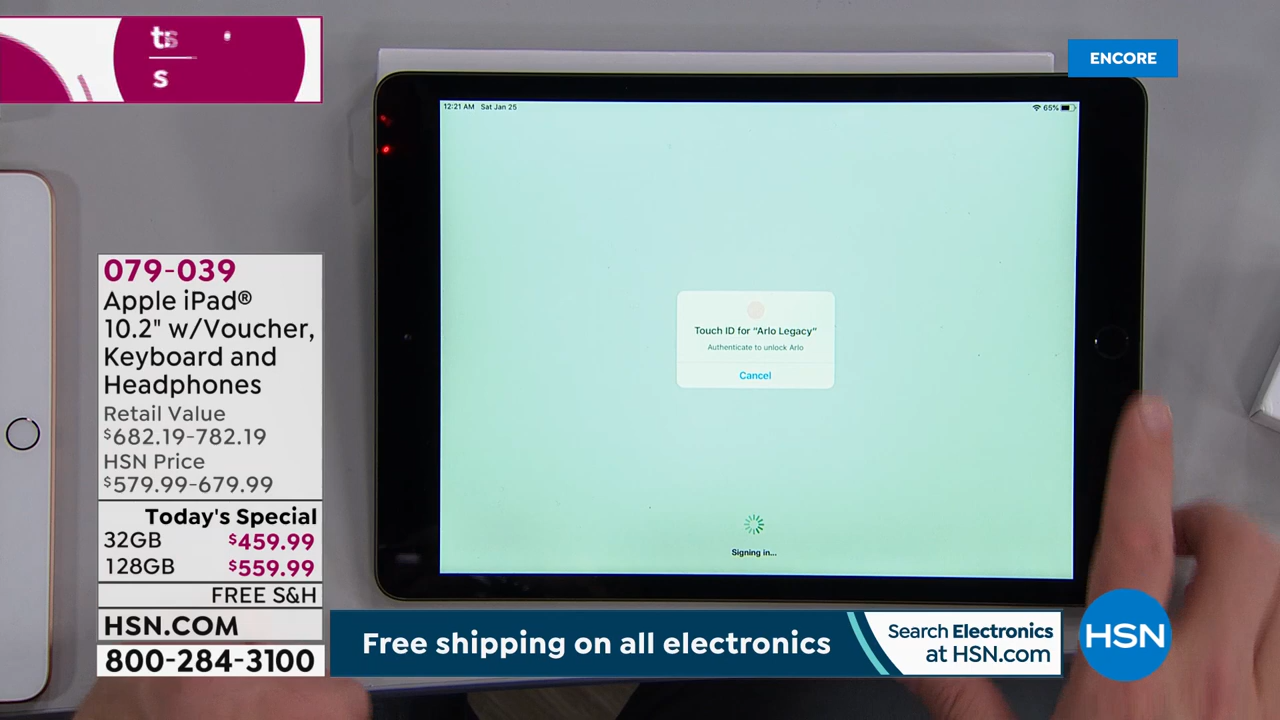 ENCORE
12:21 AM Sat Jan 25
65%
079-039
Apple iPad®
10.2" w/Voucher,
Keyboard and
Headphones
Retail Value
$682.19-782.19
HSN Price
$579.99-679.99
Today's Special
32GB $459.99
128GB $559.99
FREE S&H
HSN.COM
800-284-3100
Touch ID for “Arlo Legacy”
Authenticate to unlock Arlo
Cancel
Signing in...
Free shipping on all electronics
Search Electronics
at HSN.com
HSN